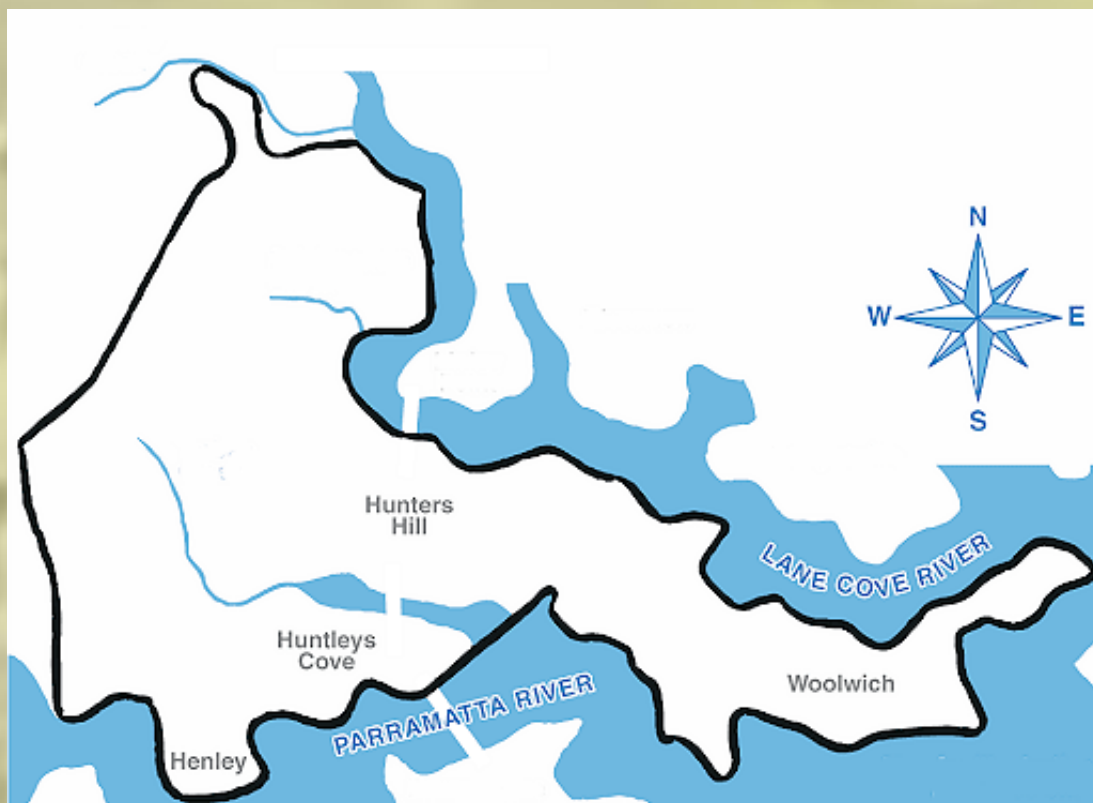 N
W
E
S
Hunters
Hill
LANE COVE RIVER
Huntleys
Cove
Woolwich
PARRAMATTA RIVER
Henley